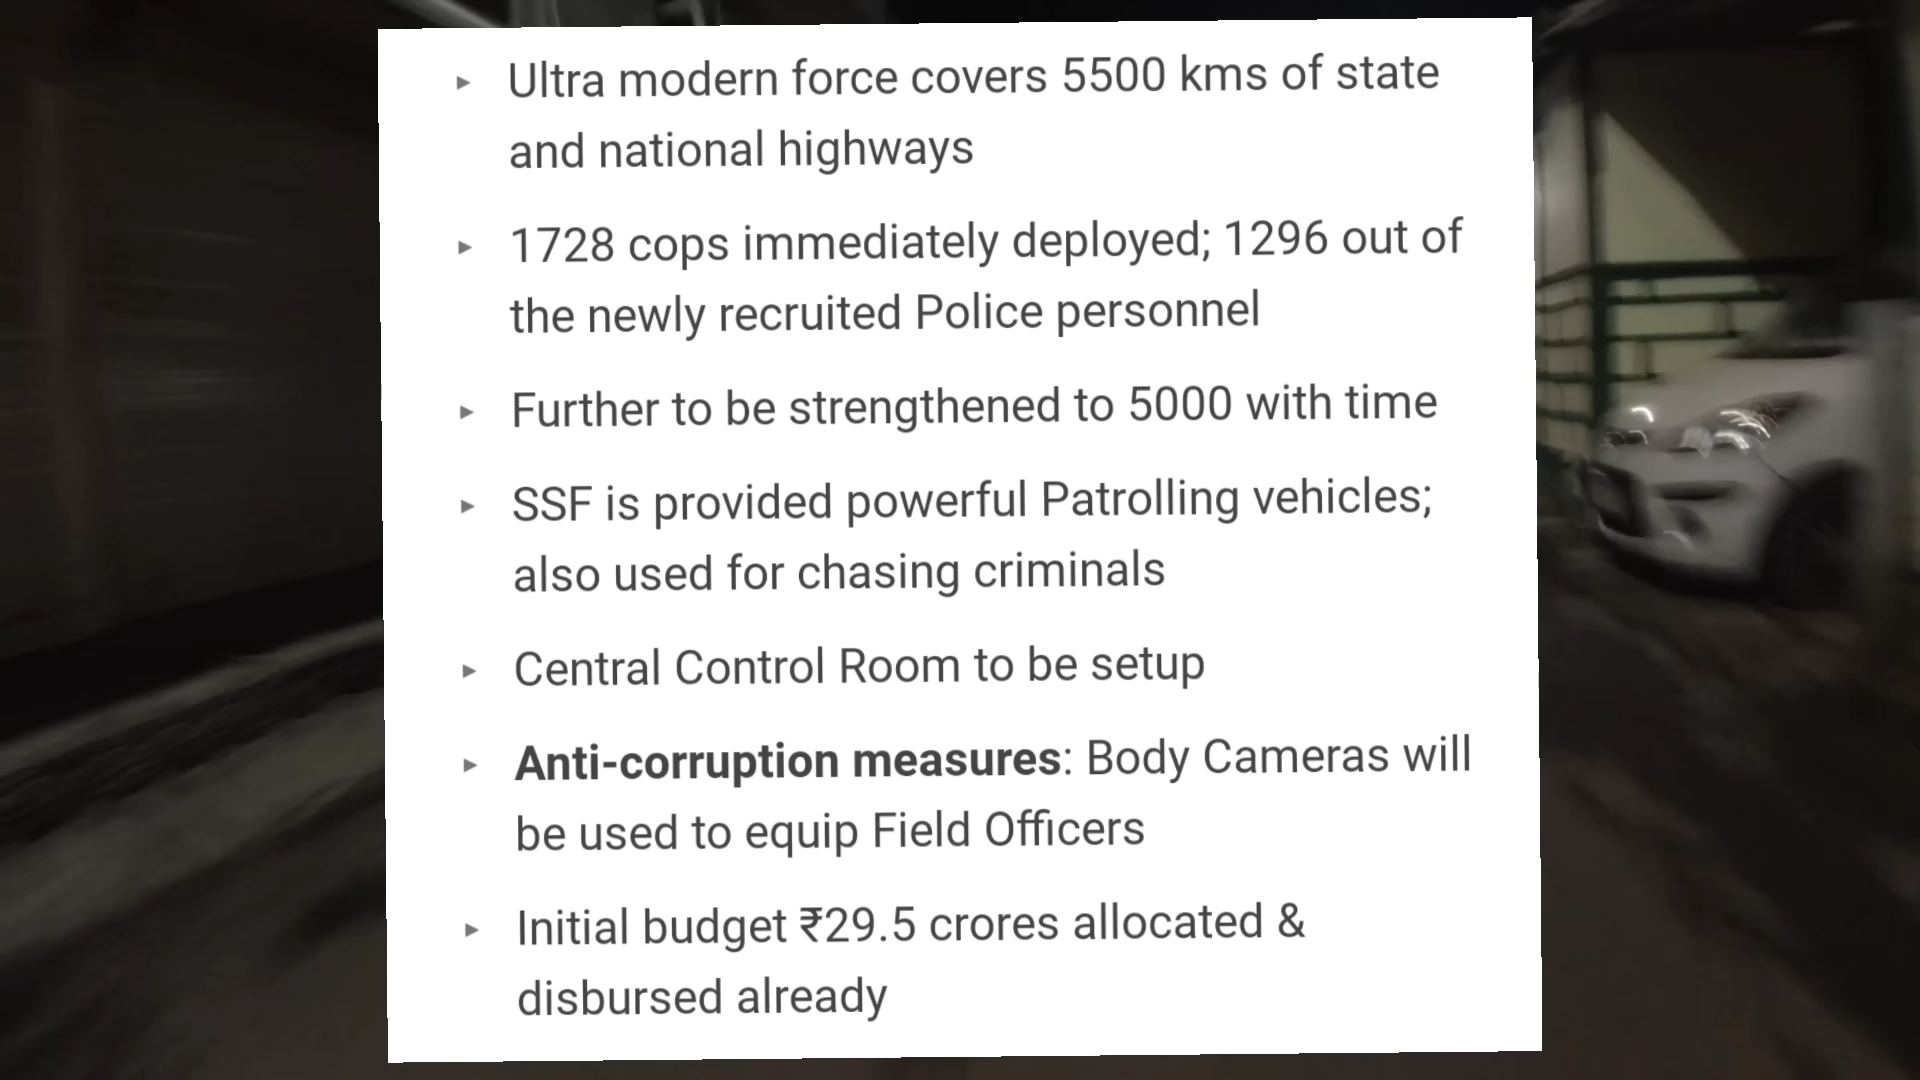 Ultra modern force covers 5500 kms of state
and national highways
1728 cops immediately deployed; 1296 out of
the newly recruited Police personnel
Further to be strengthened to 5000 with time
SSF is provided powerful Patrolling vehicles;
also used for chasing criminals
Central Control Room to be setup
Anti-corruption measures: Body Cameras will
be used to equip Field Officers
Initial budget ₹29.5 crores allocated &
disbursed already